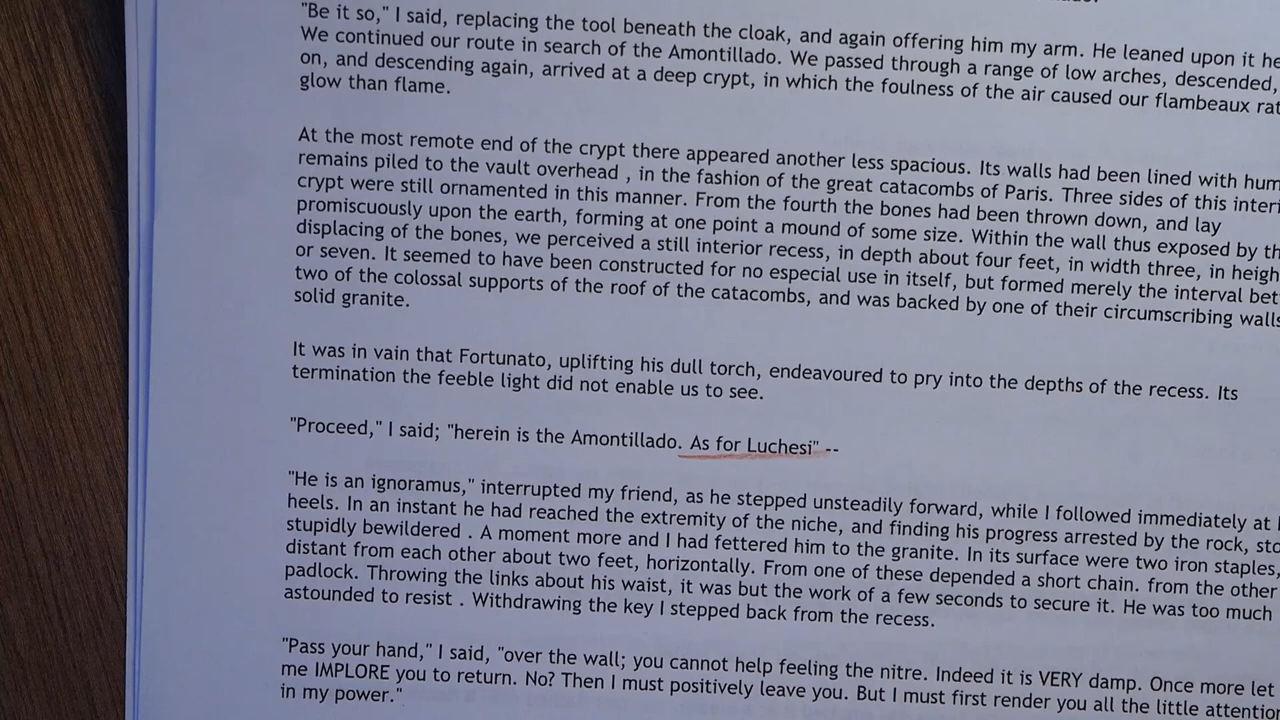 "Be it so," I said, replacing the tool beneath the cloak, and again offering him my arm. He leaned upon it
We continued our route in search of the Amontillado. We passed through a range of low arches, descended,
on, and descending again, arrived at a deep crypt, in which the foulness of the air caused our flambeaux
glow than flame.
At the most remote end of the crypt there appeared another less spacious. Its walls had been lined with
remains piled to the vault overhead , in the fashion of the great catacombs of Paris. Three sides of this
crypt were still ornamented in this manner. From the fourth the bones had been thrown down, and lay
promiscuously upon the earth, forming at one point a mound of some size. Within the wall thus exposed by
displacing of the bones, we perceived a still interior recess, in depth about four feet, in width three, in
or seven. It seemed to have been constructed for no especial use in itself, but formed merely the interval
two of the colossal supports of the roof of the catacombs, and was backed by one of their circumscribing walls
solid granite.
It was in vain that Fortunato, uplifting his dull torch, endeavoured to pry into the depths of the recess. Its
termination the feeble light did not enable us to see.
"Proceed," I said; "herein is the Amontillado. As for Luchesi" --
"He is an ignoramus," interrupted my friend, as he stepped unsteadily forward, while I followed immediately at
heels. In an instant he had reached the extremity of the niche, and finding his progress arrested by the rock,
stupidly bewildered . A moment more and I had fettered him to the granite. In its surface were two iron staples,
distant from each other about two feet, horizontally. From one of these depended a short chain. from the other
padlock. Throwing the links about his waist, it was but the work of a few seconds to secure it. He was too much
astounded to resist . Withdrawing the key I stepped back from the recess.
"Pass your hand," I said, "over the wall; you cannot help feeling the nitre. Indeed it is VERY damp. Once more let
me IMPLORE you to return. No? Then I must positively leave you. But I must first render you all the little
in my power."